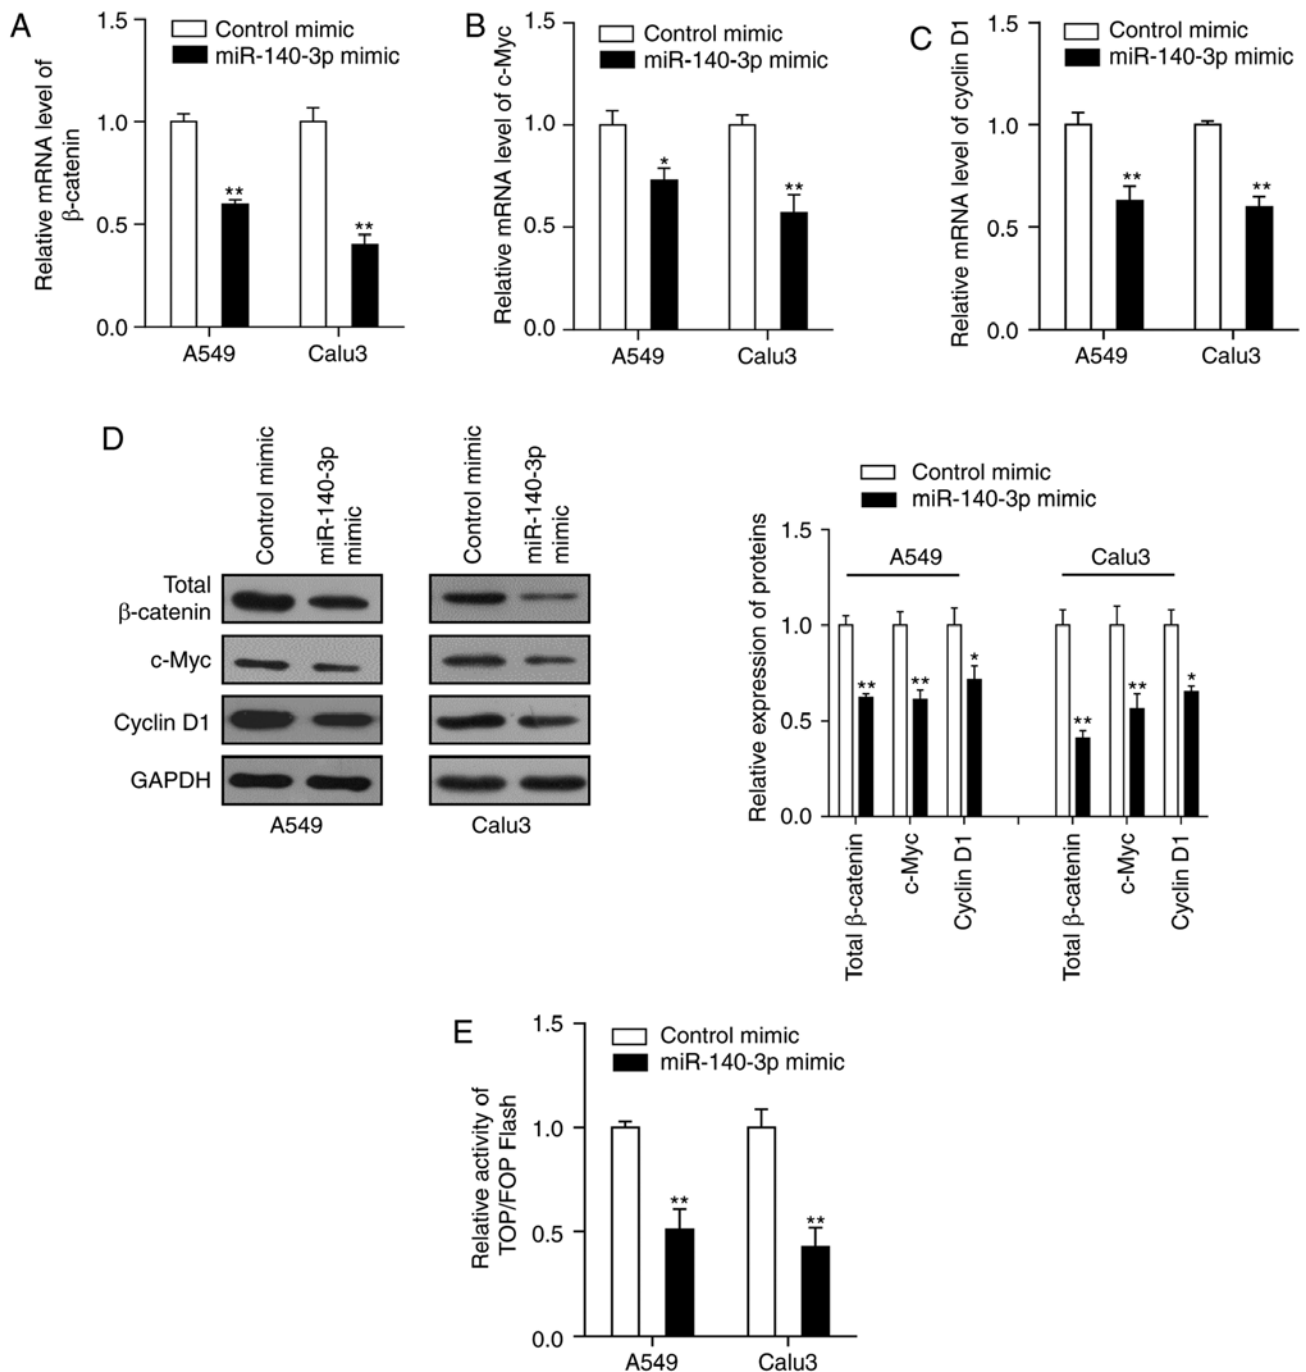 A
Relative mRNA level of
β-catenin
1.5
1.0
0.5
0.0
Control mimic
miR-140-3p mimic
**
**
A549
Calu3
B
Relative mRNA level of c-Myc
1.5
1.0
0.5
0.0
Control mimic
miR-140-3p mimic
*
**
A549
Calu3
C
Relative mRNA level of cyclin D1
1.5
1.0
0.5
0.0
Control mimic
miR-140-3p mimic
**
**
A549
Calu3
D
Control mimic
miR-140-3p
mimic
Control mimic
miR-140-3p
mimic
Total
β-catenin
c-Myc
Cyclin D1
GAPDH
A549
Calu3
Control mimic
miR-140-3p mimic
Relative expression of proteins
1.5
1.0
0.5
0.0
A549
Calu3
**
**
*
**
**
*
Total β-catenin
c-Myc
Cyclin D1
Total β-catenin
c-Myc
Cyclin D1
E
Relative activity of
TOP/FOP Flash
1.5
1.0
0.5
0.0
Control mimic
miR-140-3p mimic
**
**
A549
Calu3